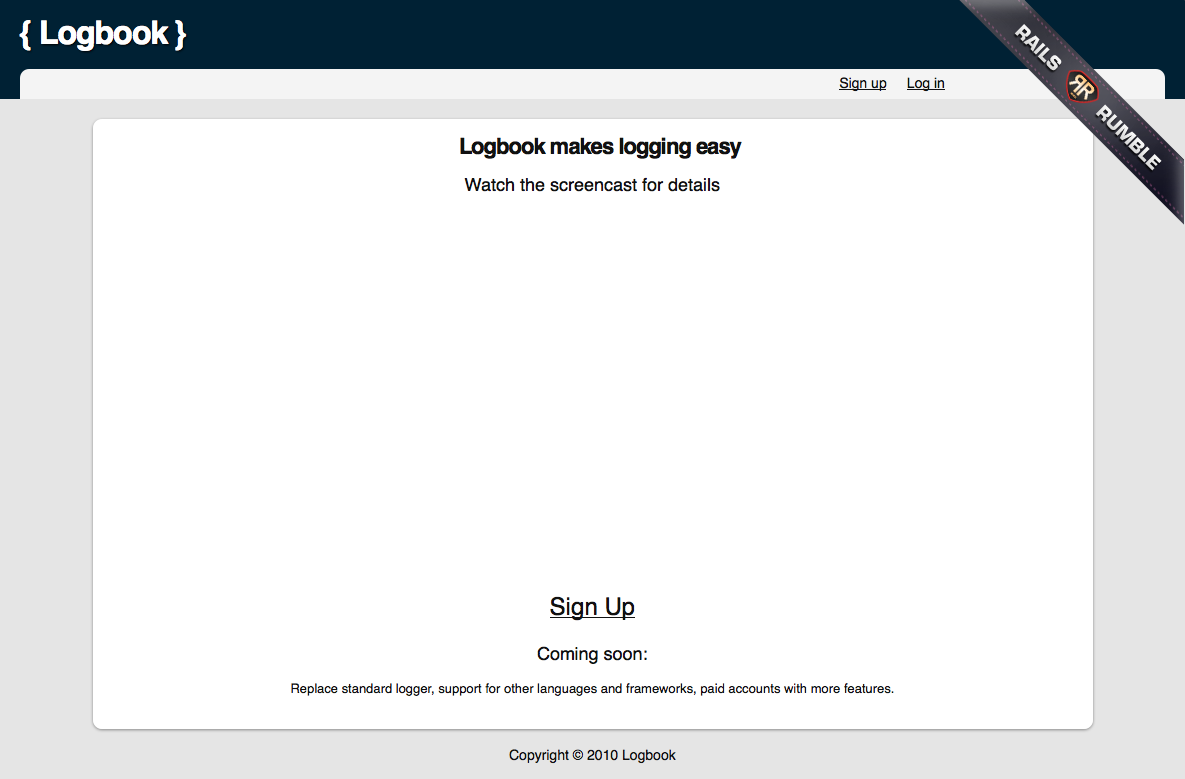 { Logbook }
RAILS RR RUMBLE
Sign up Log in
Logbook makes logging easy
Watch the screencast for details
Sign Up
Coming soon:
Replace standard logger, support for other languages and frameworks, paid accounts with more features.
Copyright © 2010 Logbook